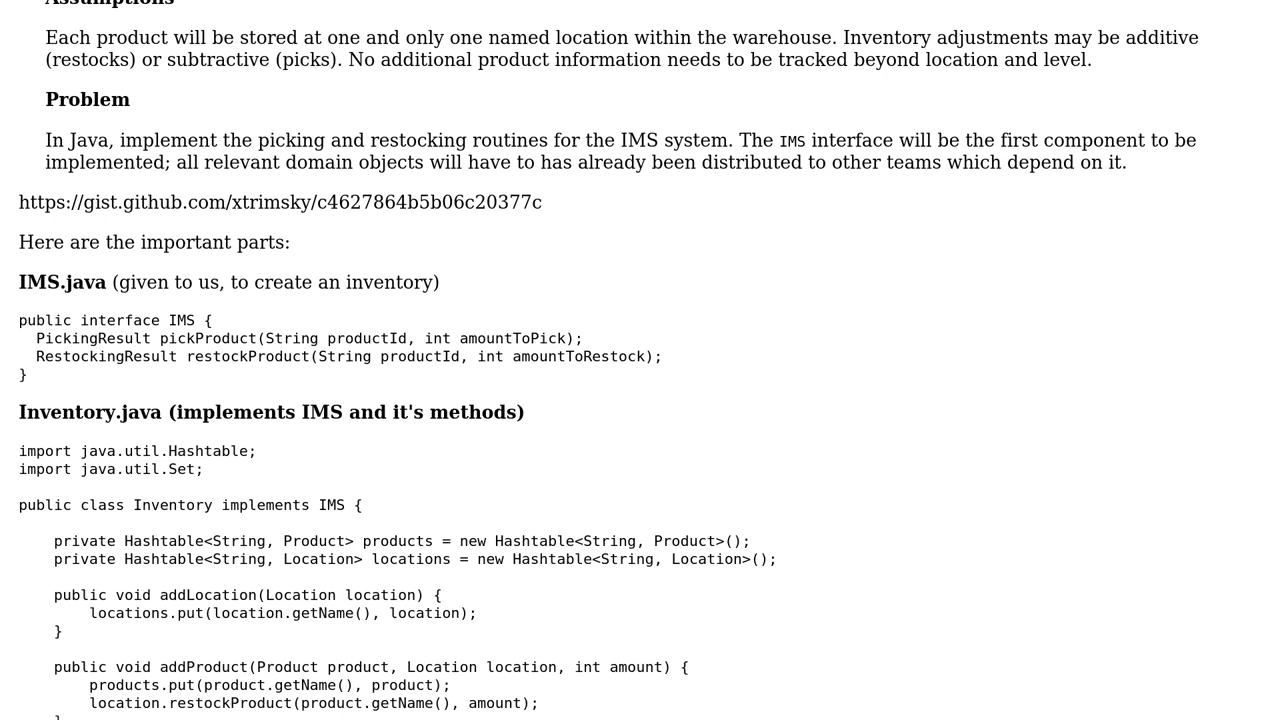 Assumptions
Each product will be stored at one and only one named location within the warehouse. Inventory adjustments may be additive
(restocks) or subtractive (picks). No additional product information needs to be tracked beyond location and level.
Problem
In Java, implement the picking and restocking routines for the IMS system. The IMS interface will be the first component to be
implemented; all relevant domain objects will have to has already been distributed to other teams which depend on it.
https://gist.github.com/xtrimsky/c4627864b5b06c20377c
Here are the important parts:
IMS.java (given to us, to create an inventory)
public interface IMS {
  PickingResult pickProduct(String productId, int amountToPick);
  RestockingResult restockProduct(String productId, int amountToRestock);
}
Inventory.java (implements IMS and it's methods)
import java.util.Hashtable;
import java.util.Set;
public class Inventory implements IMS {
    private Hashtable<String, Product> products = new Hashtable<String, Product>();
    private Hashtable<String, Location> locations = new Hashtable<String, Location>();
    public void addLocation(Location location) {
        locations.put(location.getName(), location);
    }
    public void addProduct(Product product, Location location, int amount) {
        products.put(product.getName(), product);
        location.restockProduct(product.getName(), amount);
    }